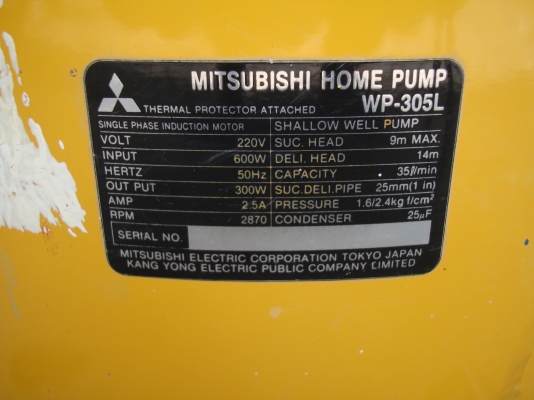 MITSUBISHI HOME PUMP
THERMAL PROTECTOR ATTACHED WP-305L
SINGLE PHASE INDUCTION MOTOR SHALLOW WELL PUMP
VOLT 220V SUC. HEAD 9m MAX.
INPUT 600W DELI. HEAD 14m
HERTZ 50Hz CAPACITY 35ℓ/min
OUT PUT 300W SUC.DELI.PIPE 25mm(1 in)
AMP 2.5A PRESSURE 1.6/2.4kg f/cm²
RPM 2870 CONDENSER 25μF
SERIAL NO.
MITSUBISHI ELECTRIC CORPORATION TOKYO JAPAN
KANG YONG ELECTRIC PUBLIC COMPANY LIMITED